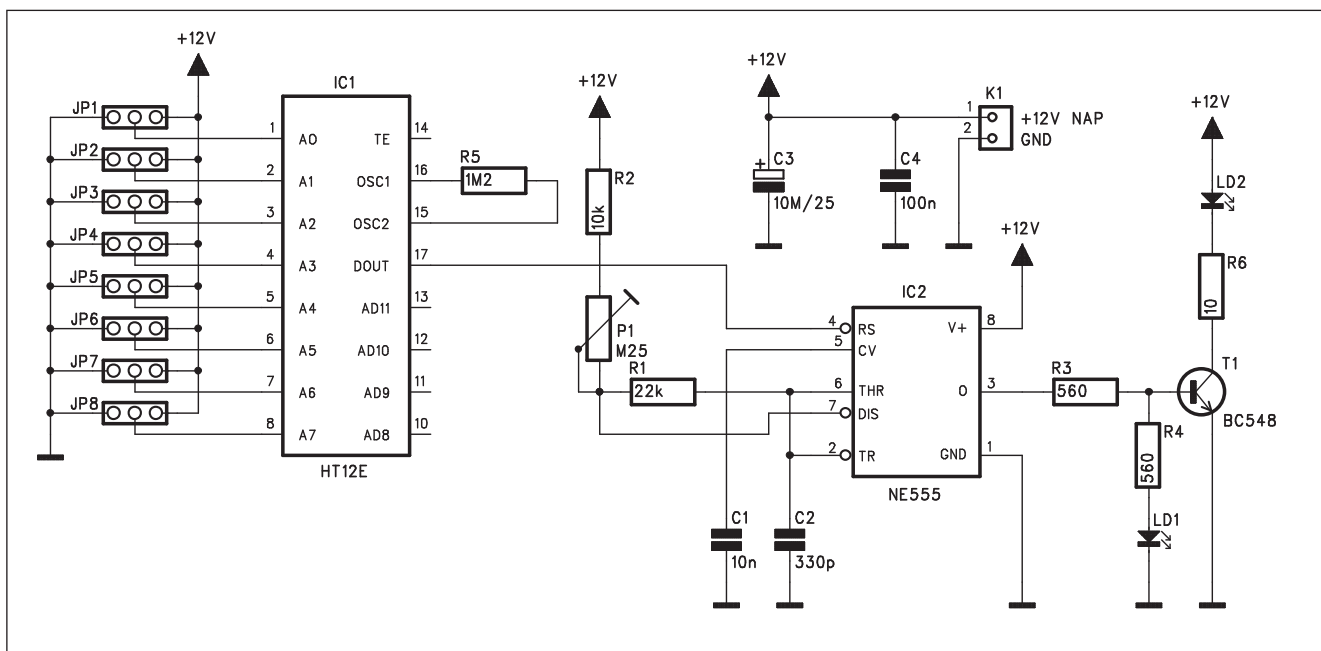 +12V
JP1
JP2
JP3
JP4
JP5
JP6
JP7
JP8
IC1
1 A0 TE 14
2 A1 OSC1 16
3 A2 OSC2 15
4 A3 DOUT 17
5 A4 AD11 13
6 A5 AD10 12
7 A6 AD9 11
8 A7 AD8 10
HT12E
R5
1M2
+12V
R2
10k
P1
M25
R1
22k
+12V
C3
+
10M/25
C4
100n
K1
1 +12V NAP
2 GND
+12V
IC2
4 RS V+ 8
5 CV
6 THR O 3
7 DIS
2 TR GND 1
NE555
C1
10n
C2
330p
R3
560
R4
560
LD1
+12V
LD2
R6
10
T1
BC548